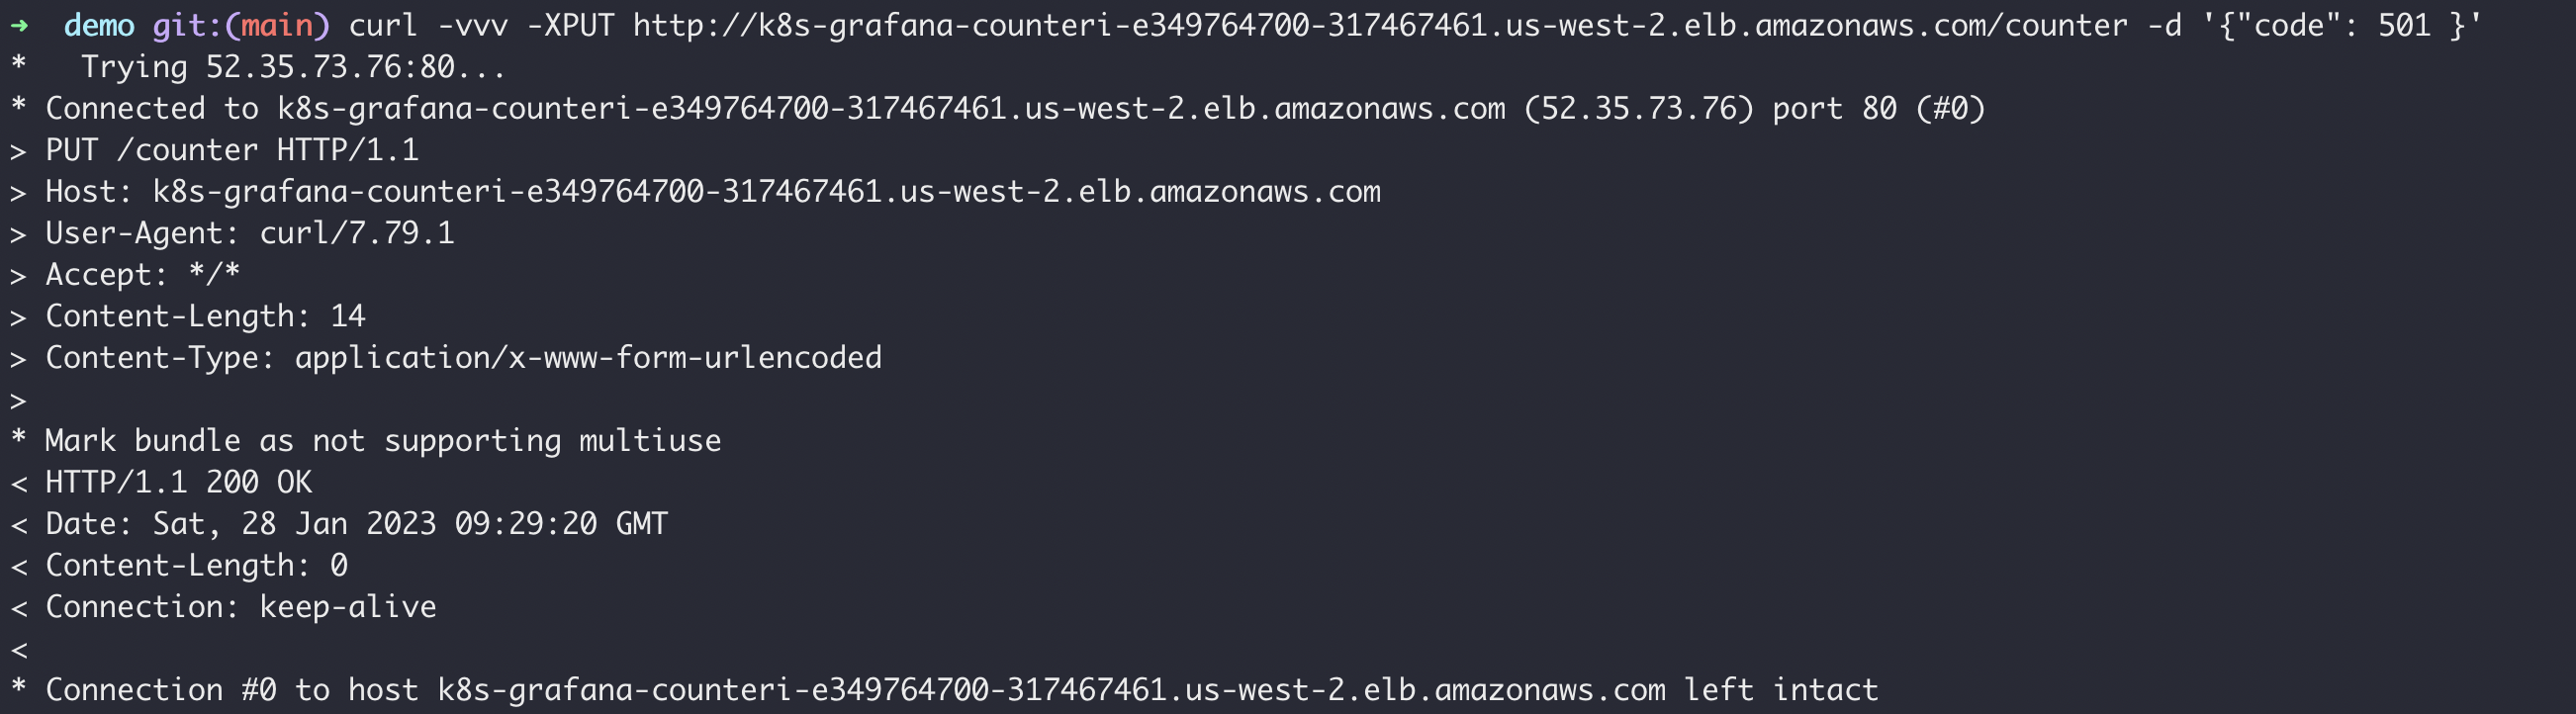 ➜  demo git:(main) curl -vvv -XPUT http://k8s-grafana-counteri-e349764700-317467461.us-west-2.elb.amazonaws.com/counter -d '{"code": 501 }'
*   Trying 52.35.73.76:80...
* Connected to k8s-grafana-counteri-e349764700-317467461.us-west-2.elb.amazonaws.com (52.35.73.76) port 80 (#0)
> PUT /counter HTTP/1.1
> Host: k8s-grafana-counteri-e349764700-317467461.us-west-2.elb.amazonaws.com
> User-Agent: curl/7.79.1
> Accept: */*
> Content-Length: 14
> Content-Type: application/x-www-form-urlencoded
>
* Mark bundle as not supporting multiuse
< HTTP/1.1 200 OK
< Date: Sat, 28 Jan 2023 09:29:20 GMT
< Content-Length: 0
< Connection: keep-alive
<
* Connection #0 to host k8s-grafana-counteri-e349764700-317467461.us-west-2.elb.amazonaws.com left intact